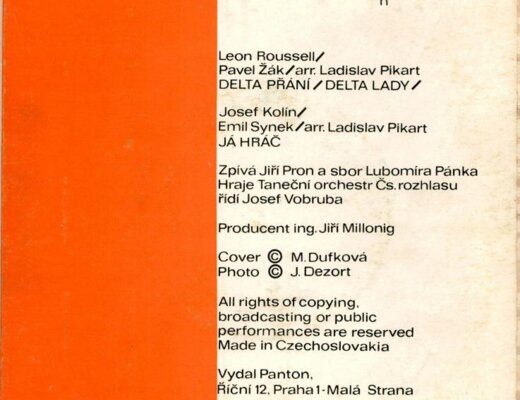 n
Leon Roussell/
Pavel Žák/arr. Ladislav Pikart
DELTA PŘÁNÍ/DELTA LADY/
Josef Kolín/
Emil Synek/arr. Ladislav Pikart
JÁ HRÁČ
Zpívá Jiří Pron a sbor Lubomíra Pánka
Hraje Taneční orchestr Čs. rozhlasu
řídí Josef Vobruba
Producent ing. Jiří Millonig
Cover © M. Dufková
Photo © J. Dezort
All rights of copying,
broadcasting or public
performances are reserved
Made in Czechoslovakia
Vydal Panton,
Říční 12, Praha 1 - Malá Strana